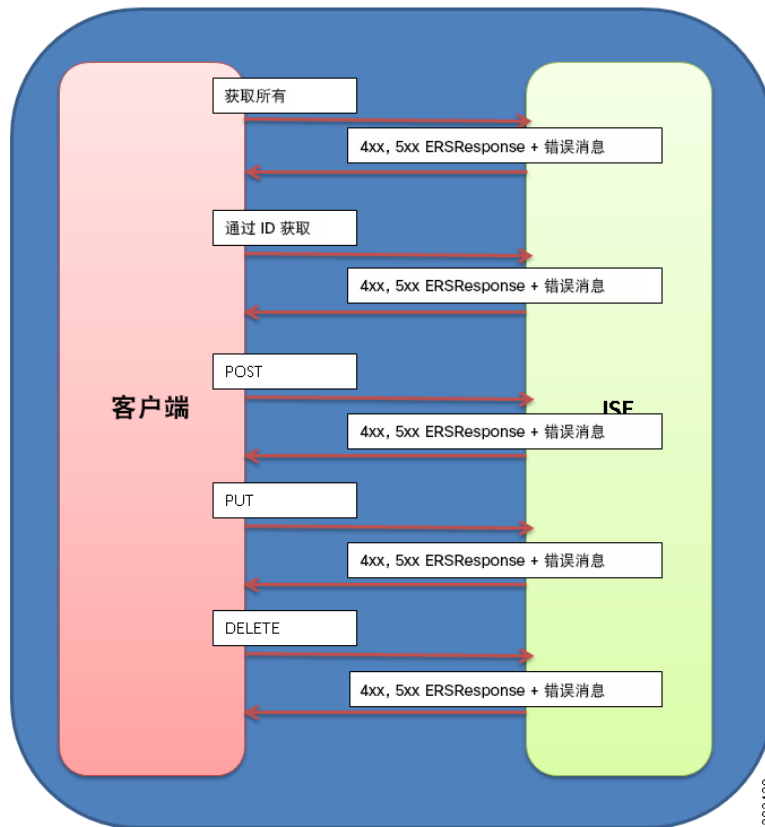 获取所有
4xx, 5xx ERSResponse + 错误消息
通过 ID 获取
4xx, 5xx ERSResponse + 错误消息
POST
客户端
ISE
4xx, 5xx ERSResponse + 错误消息
PUT
4xx, 5xx ERSResponse + 错误消息
DELETE
4xx, 5xx ERSResponse + 错误消息